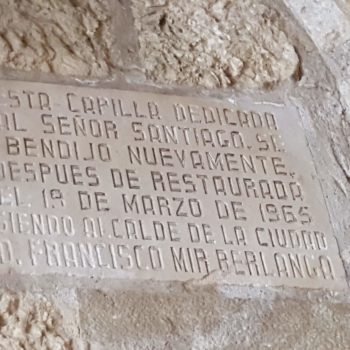 ESTA CAPILLA DEDICADA
AL SEÑOR SANTIAGO, SE
BENDIJO NUEVAMENTE,
DESPUES DE RESTAURADA
EL 19 DE MARZO DE 1965
SIENDO ALCALDE DE LA CIUDAD
D. FRANCISCO MIR BERLANGA